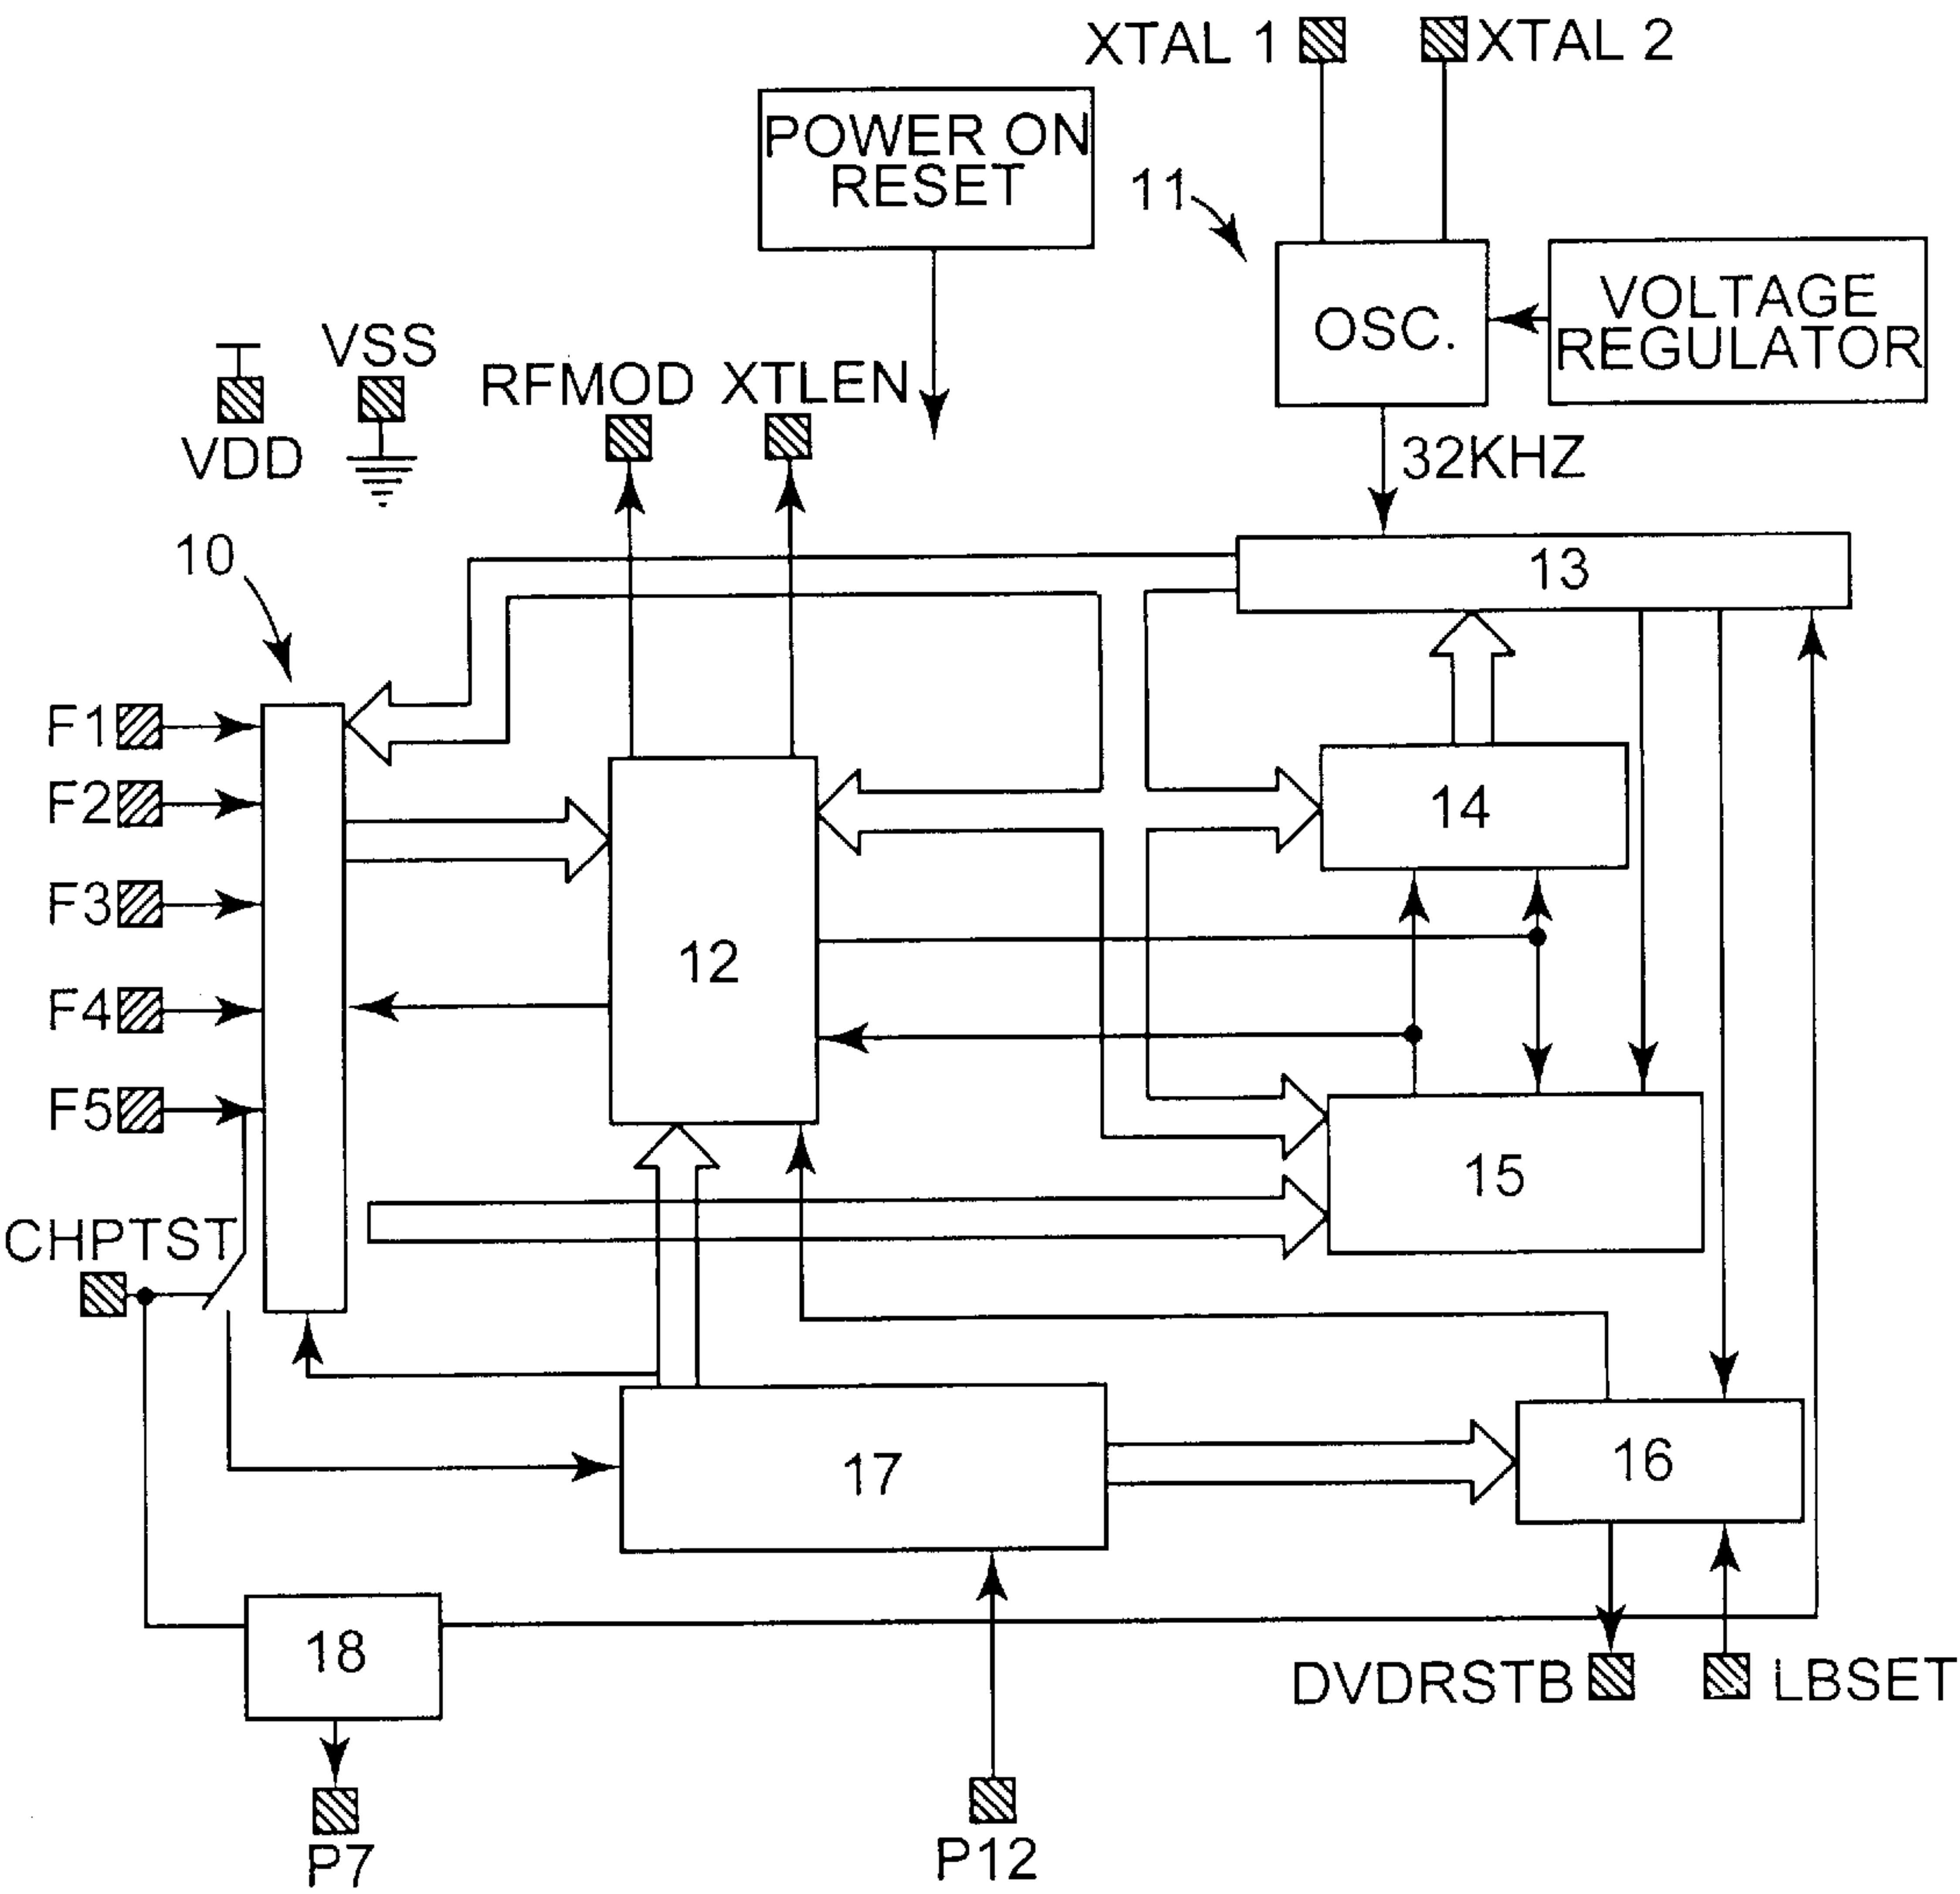 XTAL 1
XTAL 2
POWER ON
RESET
11
OSC.
VOLTAGE
REGULATOR
VSS
VDD
RFMOD
XTLEN
32KHZ
10
13
F1
F2
F3
F4
F5
14
12
15
CHPTST
17
16
18
DVDRSTB
LBSET
P7
P12